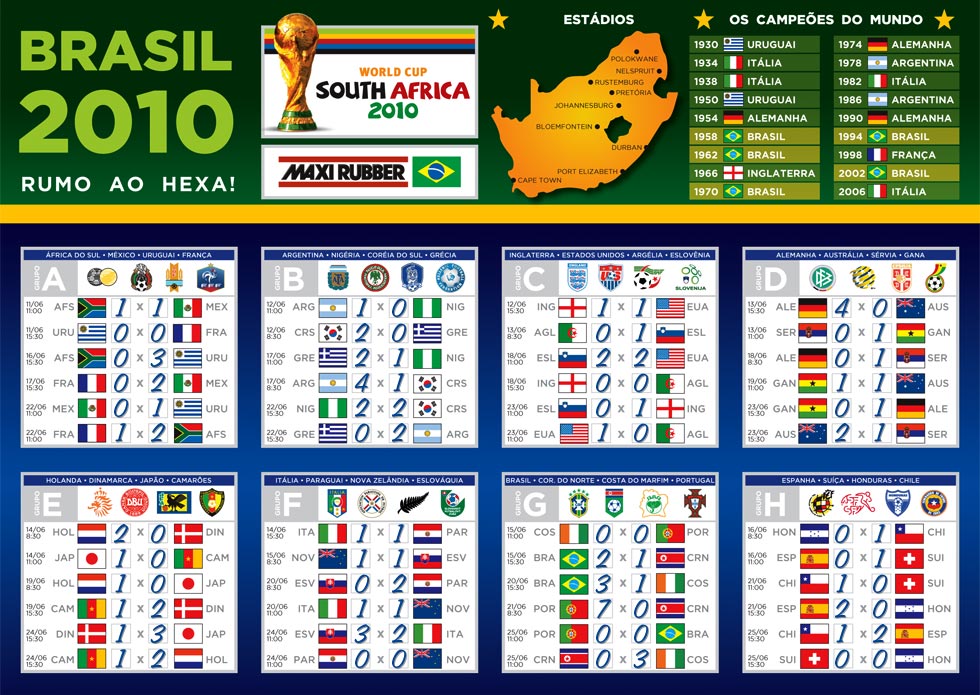 BRASIL
2010
RUMO AO HEXA!
WORLD CUP
SOUTH AFRICA
2010
MAXI RUBBER
ESTÁDIOS
POLOKWANE
NELSPRUIT
RUSTEMBURG
PRETÓRIA
JOHANNESBURG
BLOEMFONTEIN
DURBAN
PORT ELIZABETH
CAPE TOWN
OS CAMPEÕES DO MUNDO
1930 URUGUAI
1934 ITÁLIA
1938 ITÁLIA
1950 URUGUAI
1954 ALEMANHA
1958 BRASIL
1962 BRASIL
1966 INGLATERRA
1970 BRASIL
1974 ALEMANHA
1978 ARGENTINA
1982 ITÁLIA
1986 ARGENTINA
1990 ALEMANHA
1994 BRASIL
1998 FRANÇA
2002 BRASIL
2006 ITÁLIA
ÁFRICA DO SUL • MÉXICO • URUGUAI • FRANÇA
GRUPO A
11/06 11:00 AFS 1 x 1 MEX
11/06 15:30 URU 0 x 0 FRA
16/06 15:30 AFS 0 x 3 URU
17/06 15:30 FRA 0 x 2 MEX
22/06 11:00 MEX 0 x 1 URU
22/06 11:00 FRA 1 x 2 AFS
ARGENTINA • NIGÉRIA • CORÉIA DO SUL • GRÉCIA
GRUPO B
12/06 11:00 ARG 1 x 0 NIG
12/06 8:30 CRS 2 x 0 GRE
17/06 11:00 GRE 2 x 1 NIG
17/06 8:30 ARG 4 x 1 CRS
22/06 15:30 NIG 2 x 2 CRS
22/06 15:30 GRE 0 x 2 ARG
INGLATERRA • ESTADOS UNIDOS • ARGÉLIA • ESLOVÊNIA
GRUPO C
SLOVENIJA
12/06 15:30 ING 1 x 1 EUA
13/06 8:30 AGL 0 x 1 ESL
18/06 11:00 ESL 2 x 2 EUA
18/06 15:30 ING 0 x 0 AGL
23/06 11:00 ESL 0 x 1 ING
23/06 11:00 EUA 1 x 0 AGL
ALEMANHA • AUSTRÁLIA • SÉRVIA • GANA
GRUPO D
13/06 15:30 ALE 4 x 0 AUS
13/06 11:00 SER 0 x 1 GAN
18/06 8:30 ALE 0 x 1 SER
19/06 11:00 GAN 1 x 1 AUS
23/06 15:30 GAN 0 x 1 ALE
23/06 15:30 AUS 2 x 1 SER
HOLANDA • DINAMARCA • JAPÃO • CAMARÕES
GRUPO E
14/06 8:30 HOL 2 x 0 DIN
14/06 11:00 JAP 1 x 0 CAM
19/06 8:30 HOL 1 x 0 JAP
19/06 15:30 CAM 1 x 2 DIN
24/06 15:30 DIN 1 x 3 JAP
24/06 15:30 CAM 1 x 2 HOL
ITÁLIA • PARAGUAI • NOVA ZELÂNDIA • ESLOVÁQUIA
GRUPO F
14/06 15:30 ITA 1 x 1 PAR
15/06 8:30 NOV 1 x 1 ESV
20/06 8:30 ESV 0 x 2 PAR
20/06 11:00 ITA 1 x 1 NOV
24/06 11:00 ESV 3 x 2 ITA
24/06 11:00 PAR 0 x 0 NOV
BRASIL • COR. DO NORTE • COSTA DO MARFIM • PORTUGAL
GRUPO G
15/06 11:00 COS 0 x 0 POR
15/06 15:30 BRA 2 x 1 CRN
20/06 15:30 BRA 3 x 1 COS
21/06 8:30 POR 7 x 0 CRN
25/06 11:00 POR 0 x 0 BRA
25/06 11:00 CRN 0 x 3 COS
ESPANHA • SUÍÇA • HONDURAS • CHILE
GRUPO H
16/06 8:30 HON 0 x 1 CHI
16/06 11:00 ESP 0 x 1 SUI
21/06 11:00 CHI 1 x 0 SUI
21/06 15:30 ESP 2 x 0 HON
25/06 15:30 CHI 1 x 2 ESP
25/06 15:30 SUI 0 x 0 HON